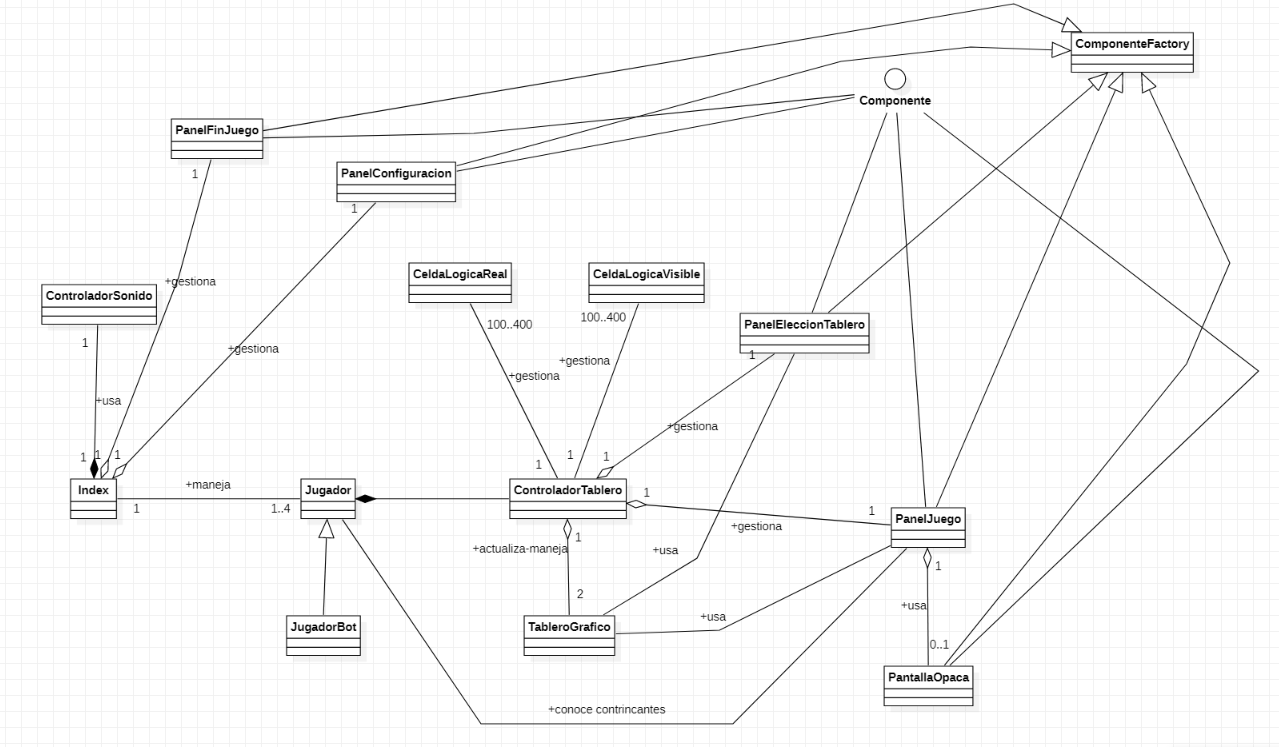 ComponenteFactory
Componente
PanelFinJuego
1
PanelConfiguracion
1
CeldaLogicaReal
CeldaLogicaVisible
+gestiona
ControladorSonido
100..400
100..400
PanelEleccionTablero
1
+gestiona
+gestiona
1
+gestiona
+usa
+gestiona
1
1
1
1
1
1
+maneja
Index
Jugador
ControladorTablero
1
1
1..4
1
PanelJuego
+gestiona
1
+actualiza-maneja
+usa
1
2
+usa
+usa
JugadorBot
TableroGrafico
0..1
PantallaOpaca
+conoce contrincantes